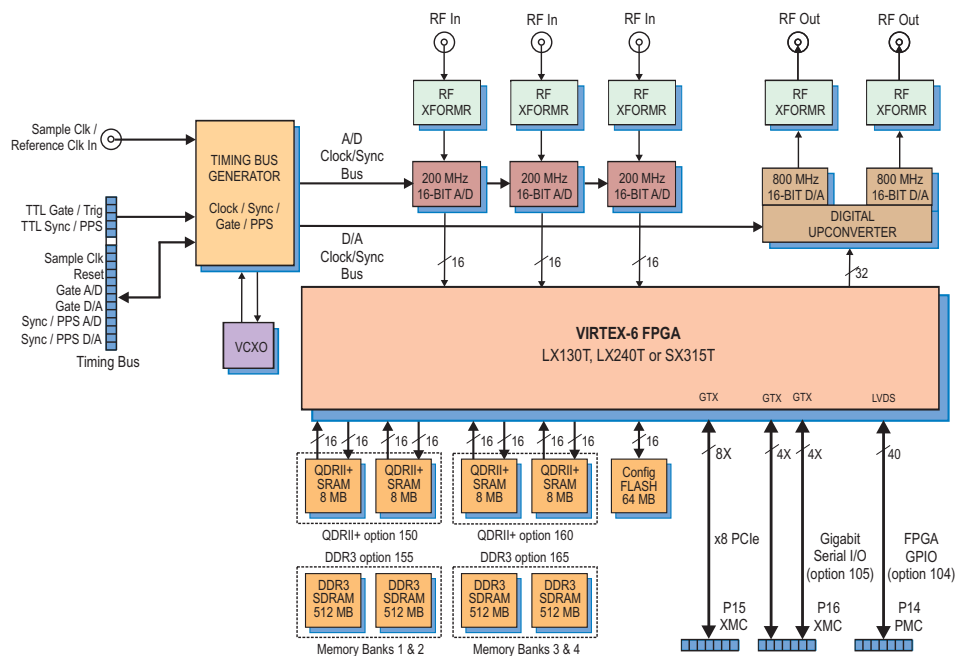 RF In
RF In
RF In
RF Out
RF Out
RF
XFORMR
RF
XFORMR
RF
XFORMR
RF
XFORMR
RF
XFORMR
Sample Clk /
Reference Clk In
TIMING BUS
GENERATOR
Clock / Sync /
Gate / PPS
A/D
Clock/Sync
Bus
200 MHz
16-BIT A/D
200 MHz
16-BIT A/D
200 MHz
16-BIT A/D
800 MHz
16-BIT D/A
800 MHz
16-BIT D/A
DIGITAL
UPCONVERTER
TTL Gate / Trig
TTL Sync / PPS
Sample Clk
Reset
Gate A/D
Gate D/A
Sync / PPS A/D
Sync / PPS D/A
Timing Bus
D/A
Clock/Sync
Bus
16
16
16
32
VCXO
VIRTEX-6 FPGA
LX130T, LX240T or SX315T
GTX
GTX
GTX
LVDS
16
16
16
16
16
16
16
16
16
8X
4X
4X
40
QDRII+
SRAM
8 MB
QDRII+
SRAM
8 MB
QDRII+
SRAM
8 MB
QDRII+
SRAM
8 MB
Config
FLASH
64 MB
QDRII+ option 150
QDRII+ option 160
DDR3 option 155
DDR3 option 165
DDR3
SDRAM
512 MB
DDR3
SDRAM
512 MB
DDR3
SDRAM
512 MB
DDR3
SDRAM
512 MB
Memory Banks 1 & 2
Memory Banks 3 & 4
x8 PCIe
Gigabit
Serial I/O
(option 105)
FPGA
GPIO
(option 104)
P15
XMC
P16
XMC
P14
PMC